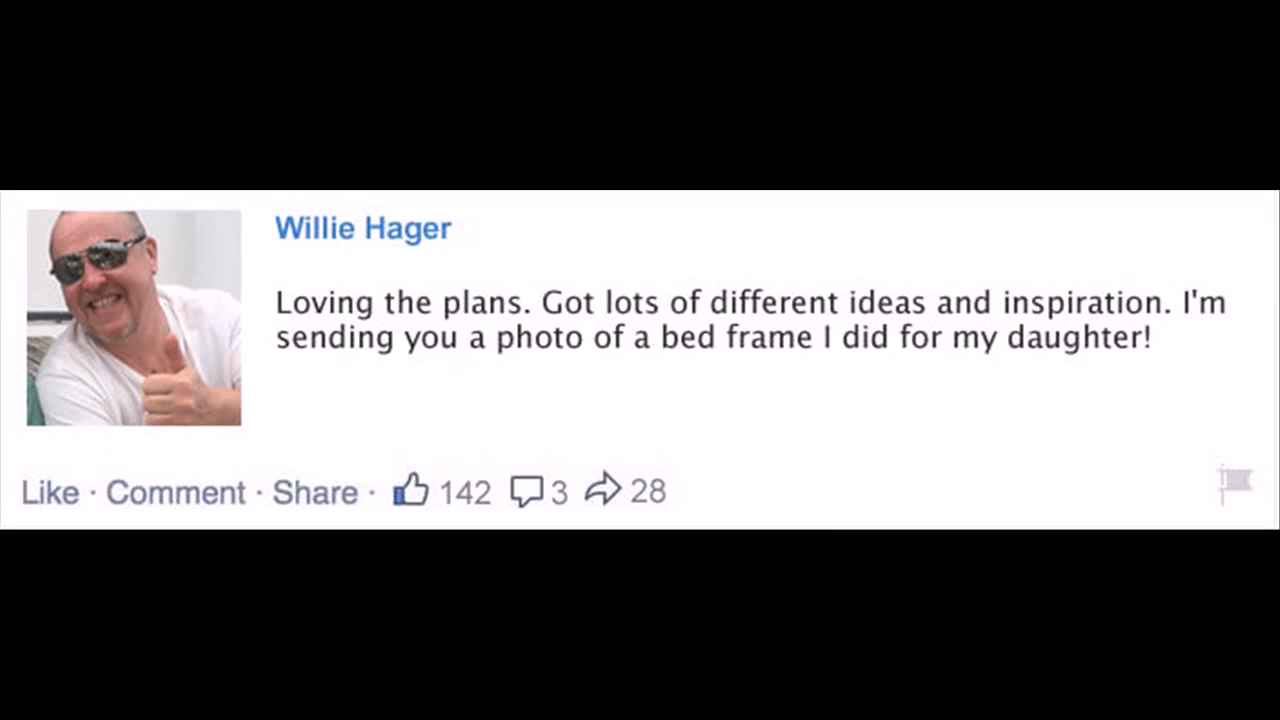 Willie Hager
Loving the plans. Got lots of different ideas and inspiration. I'm
sending you a photo of a bed frame I did for my daughter!
Like · Comment · Share · 142 3 28